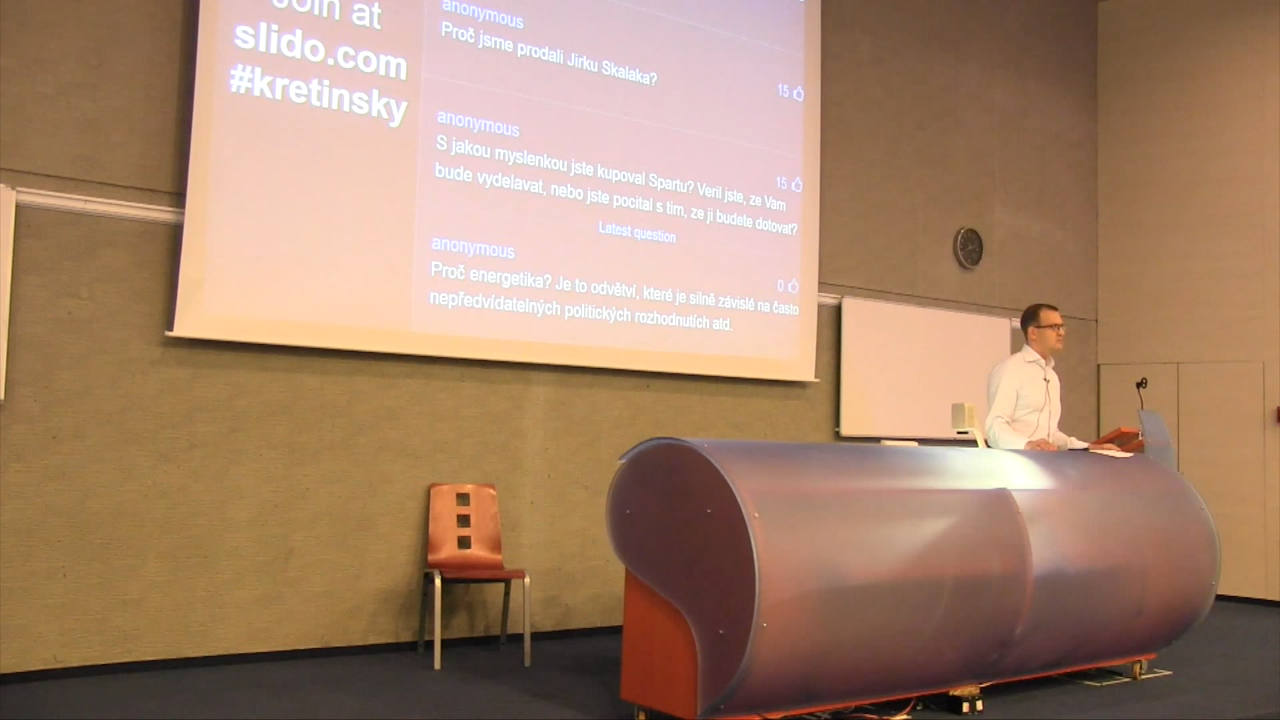 join at
slido.com
#kretinsky
anonymous
Proč jsme prodali Jirku Skalaka?
15
anonymous
15
S jakou myslenkou jste kupoval Spartu? Veril jste, ze Vam
bude vydelavat, nebo jste pocital s tim, ze ji budete dotovat?
Latest question
anonymous
0
Proč energetika? Je to odvětví, které je silně závislé na často
nepředvídatelných politických rozhodnutích atd.